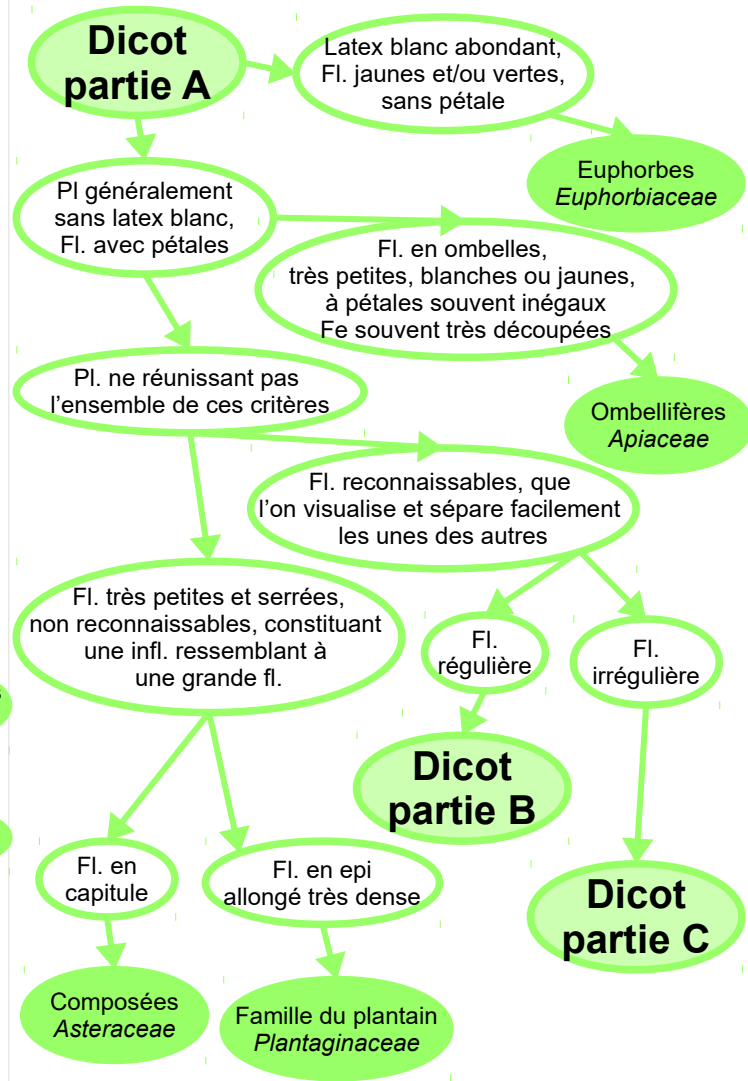 Dicot
partie A
Latex blanc abondant,
Fl. jaunes et/ou vertes,
sans pétale
Euphorbes
Euphorbiaceae
Pl généralement
sans latex blanc,
Fl. avec pétales
Fl. en ombelles,
très petites, blanches ou jaunes,
à pétales souvent inégaux
Fe souvent très découpées
Pl. ne réunissant pas
l'ensemble de ces critères
Ombellifères
Apiaceae
Fl. reconnaissables, que
l'on visualise et sépare facilement
les unes des autres
Fl. très petites et serrées,
non reconnaissables, constituant
une infl. ressemblant à
une grande fl.
Fl.
régulière
Fl.
irrégulière
Dicot
partie B
Fl. en
capitule
Fl. en epi
allongé très dense
Dicot
partie C
Composées
Asteraceae
Famille du plantain
Plantaginaceae